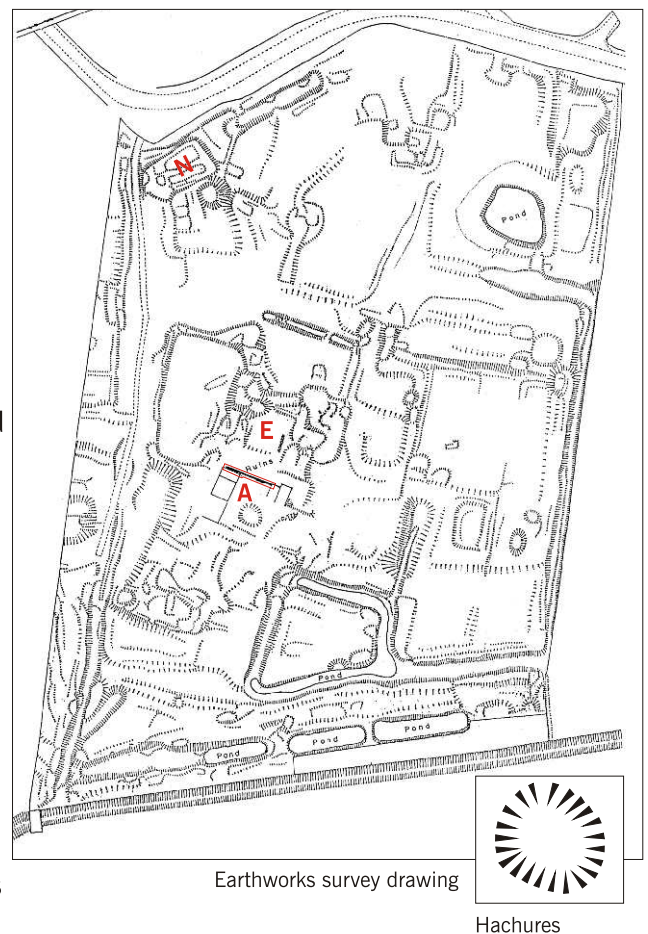 N
Pond
E
Ruins
A
Pond
Pond
Pond
Pond
Earthworks survey drawing
Hachures